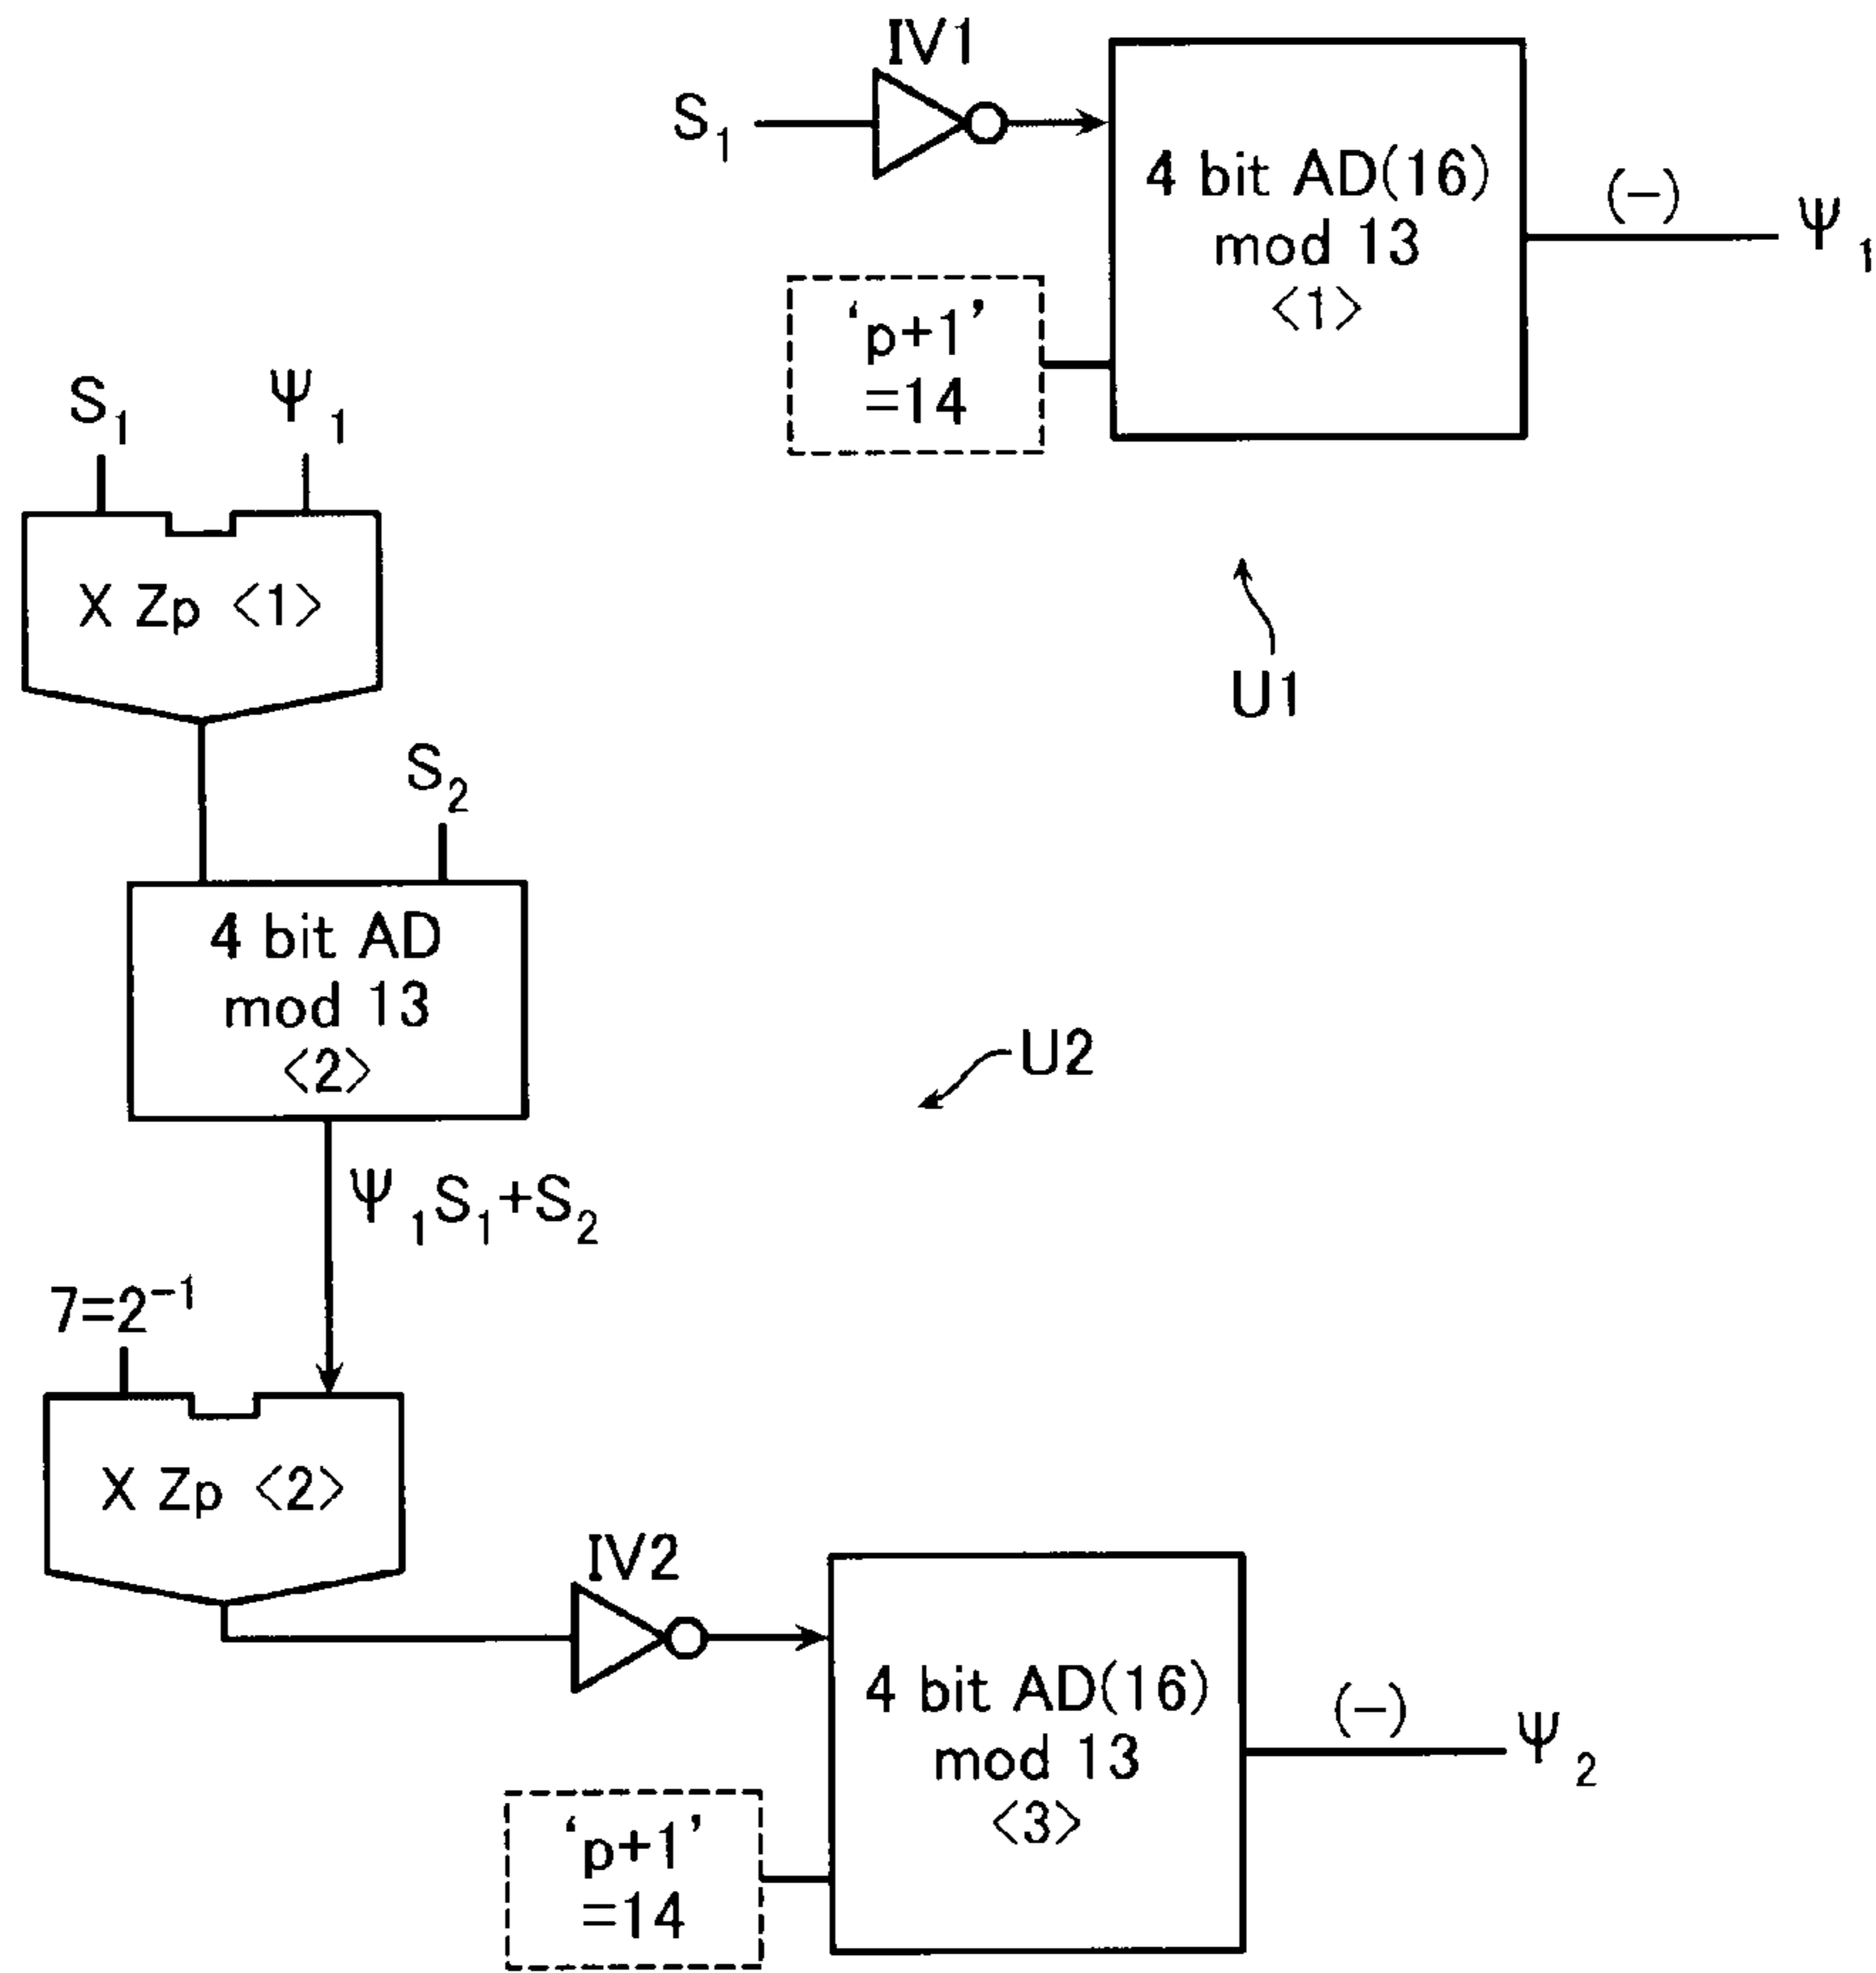 IV1
S₁
4 bit AD(16)
mod 13
<1>
(−)
Ψ₁
‘p+1’
=14
U1
S₁
Ψ₁
X Zp <1>
S₂
4 bit AD
mod 13
<2>
U2
Ψ₁S₁+S₂
7=2⁻¹
X Zp <2>
IV2
4 bit AD(16)
mod 13
<3>
(−)
Ψ₂
‘p+1’
=14